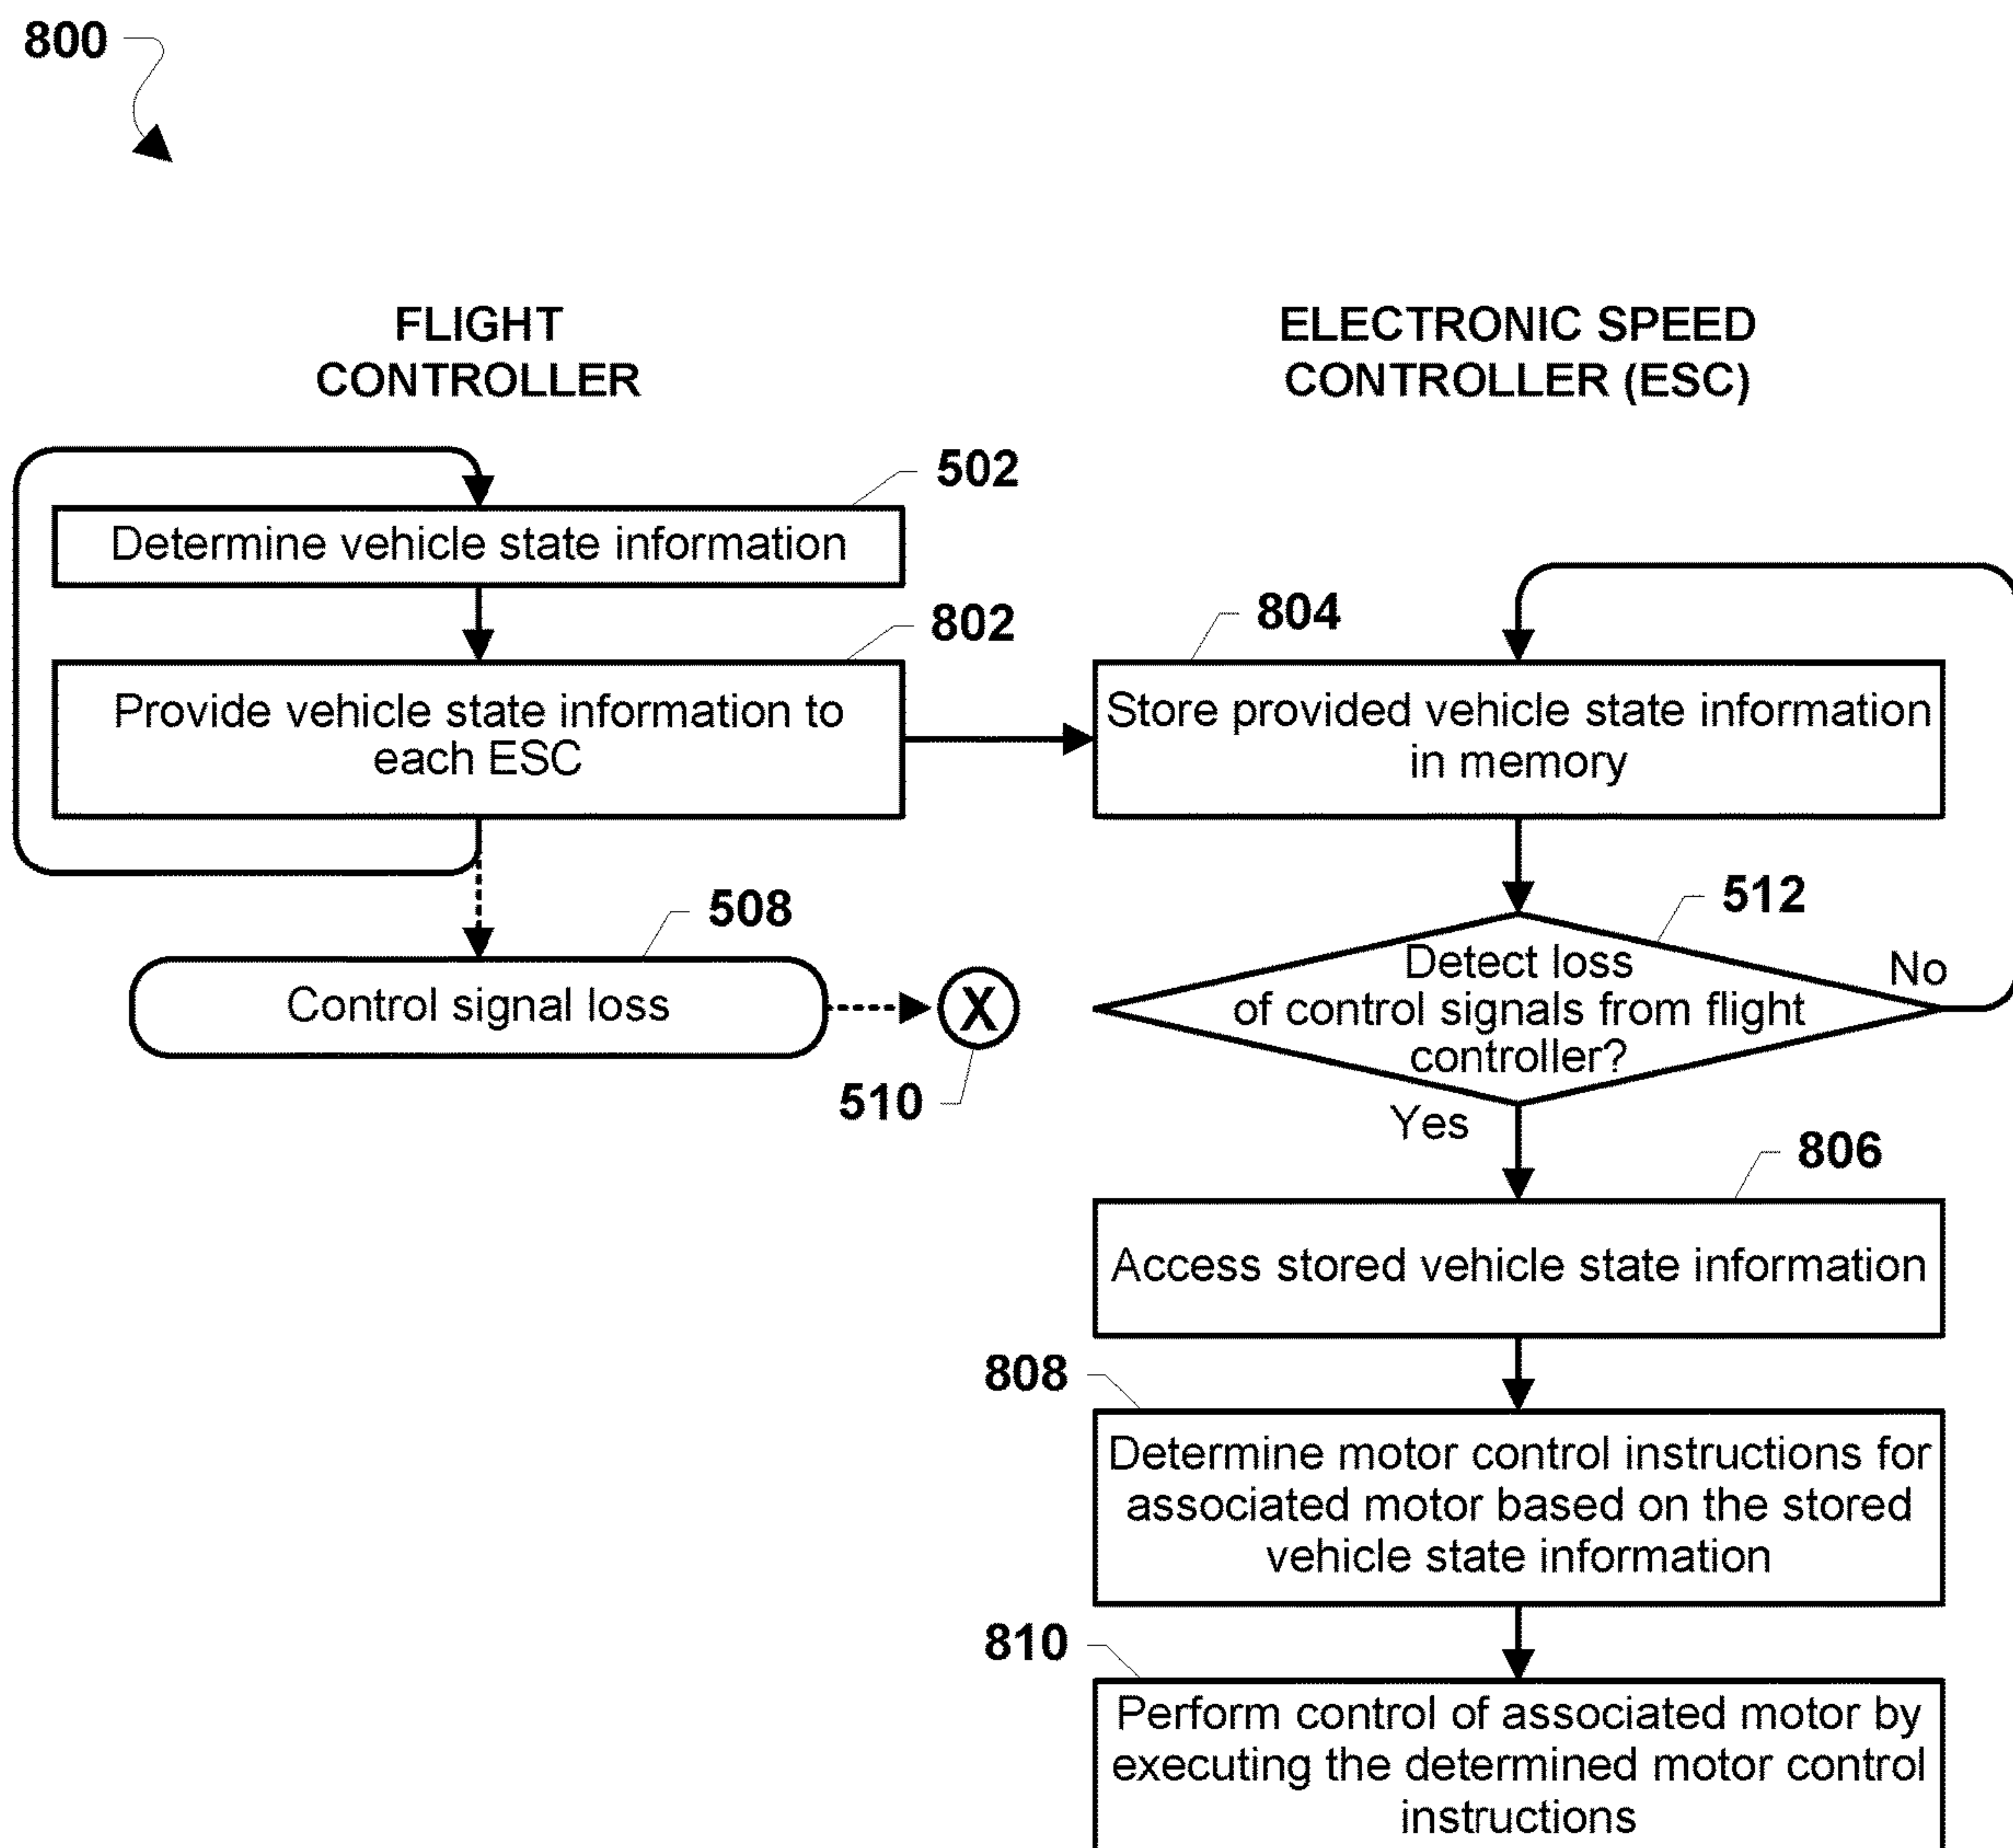 800
FLIGHT
CONTROLLER
502
Determine vehicle state information
802
Provide vehicle state information to
each ESC
508
Control signal loss
X
510
ELECTRONIC SPEED
CONTROLLER (ESC)
804
Store provided vehicle state information
in memory
512
Detect loss
of control signals from flight
controller?
No
Yes
806
Access stored vehicle state information
808
Determine motor control instructions for
associated motor based on the stored
vehicle state information
810
Perform control of associated motor by
executing the determined motor control
instructions